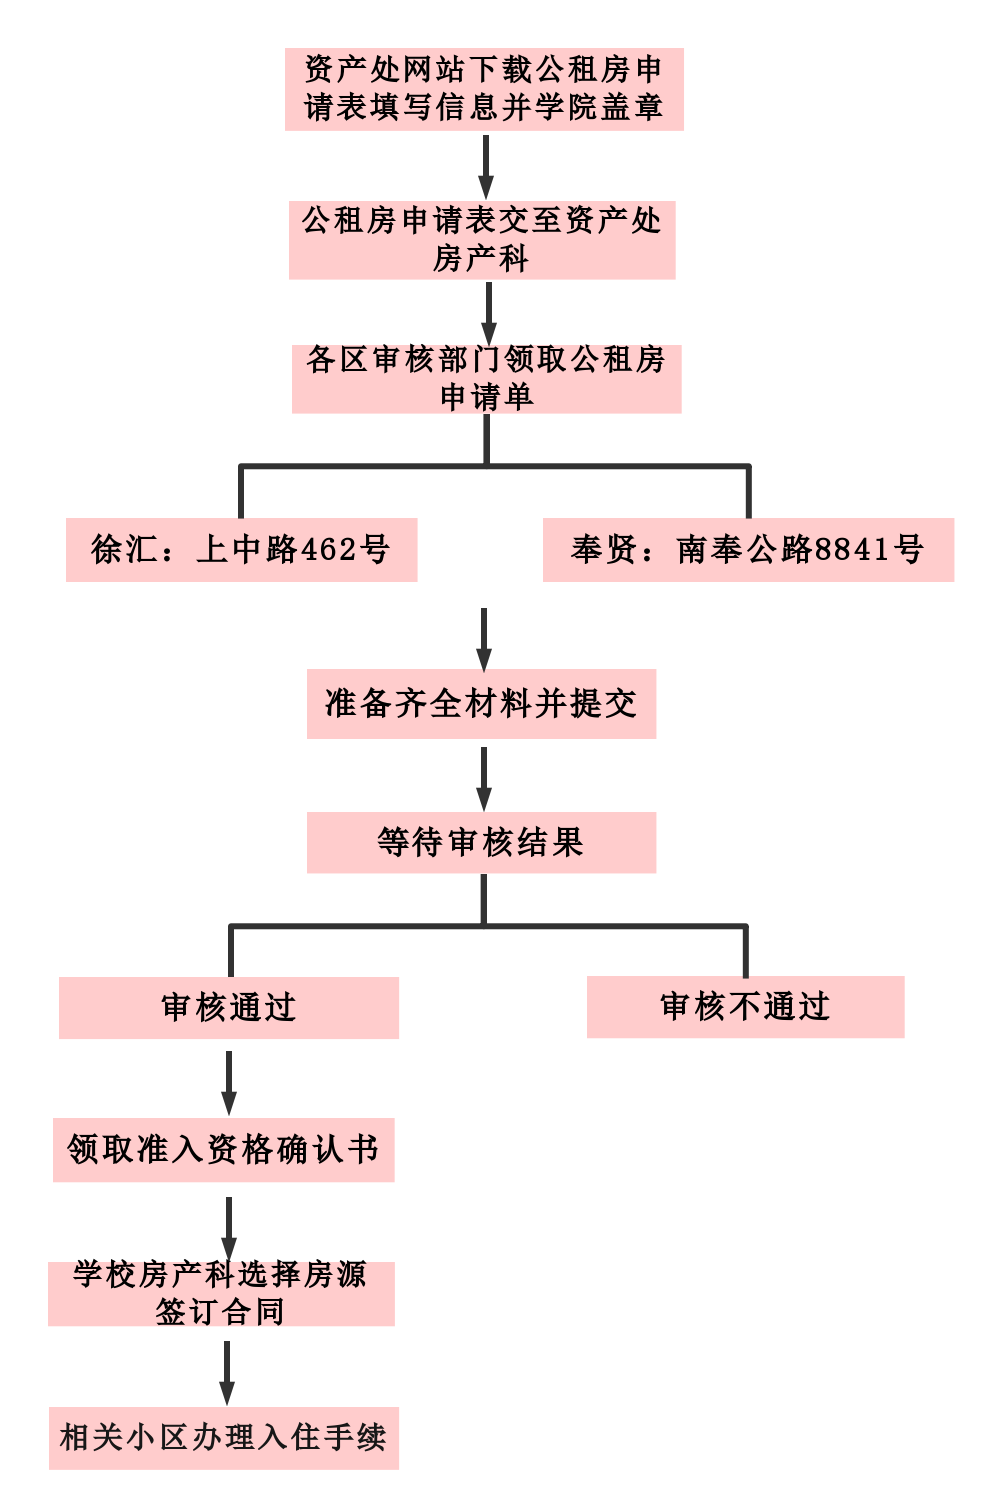 资产处网站下载公租房申
请表填写信息并学院盖章
公租房申请表交至资产处
房产科
各区审核部门领取公租房
申请单
徐汇：上中路462号
奉贤：南奉公路8841号
准备齐全材料并提交
等待审核结果
审核通过
审核不通过
领取准入资格确认书
学校房产科选择房源
签订合同
相关小区办理入住手续